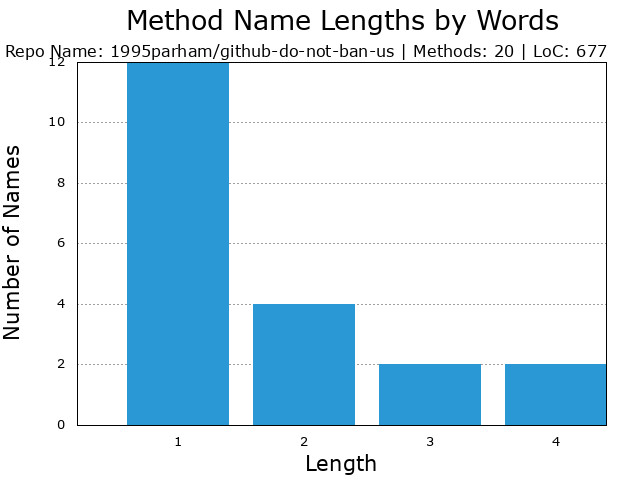 Method Name Lengths by Words
Repo Name: 1995parham/github-do-not-ban-us | Methods: 20 | LoC: 677
Number of Names
12
10
8
6
4
2
0
1 2 3 4
Length